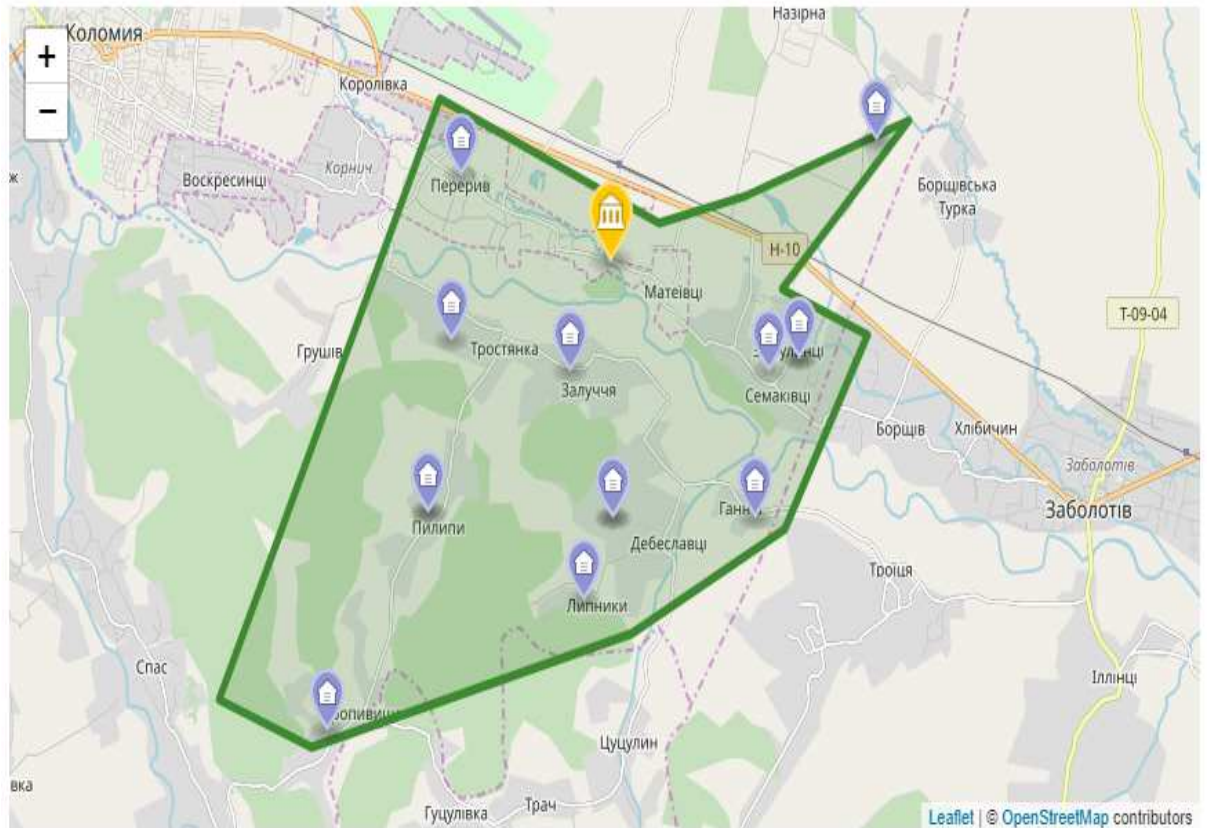 Назірна
+
Коломия
−
Королівка
Корнич
Перерив
ж
Воскресинці
Борщівська
Турка
Н-10
Матеївці
Т-09-04
Грушів
Тростянка
Залуччя
Семаківці
Борщів
Хлібичин
Заболотів
Заболотів
Пилипи
Дебеславці
Троїця
Липники
Спас
Іллінці
Цуцулин
вка
Трач
Гуцулівка
Leaflet | © OpenStreetMap contributors